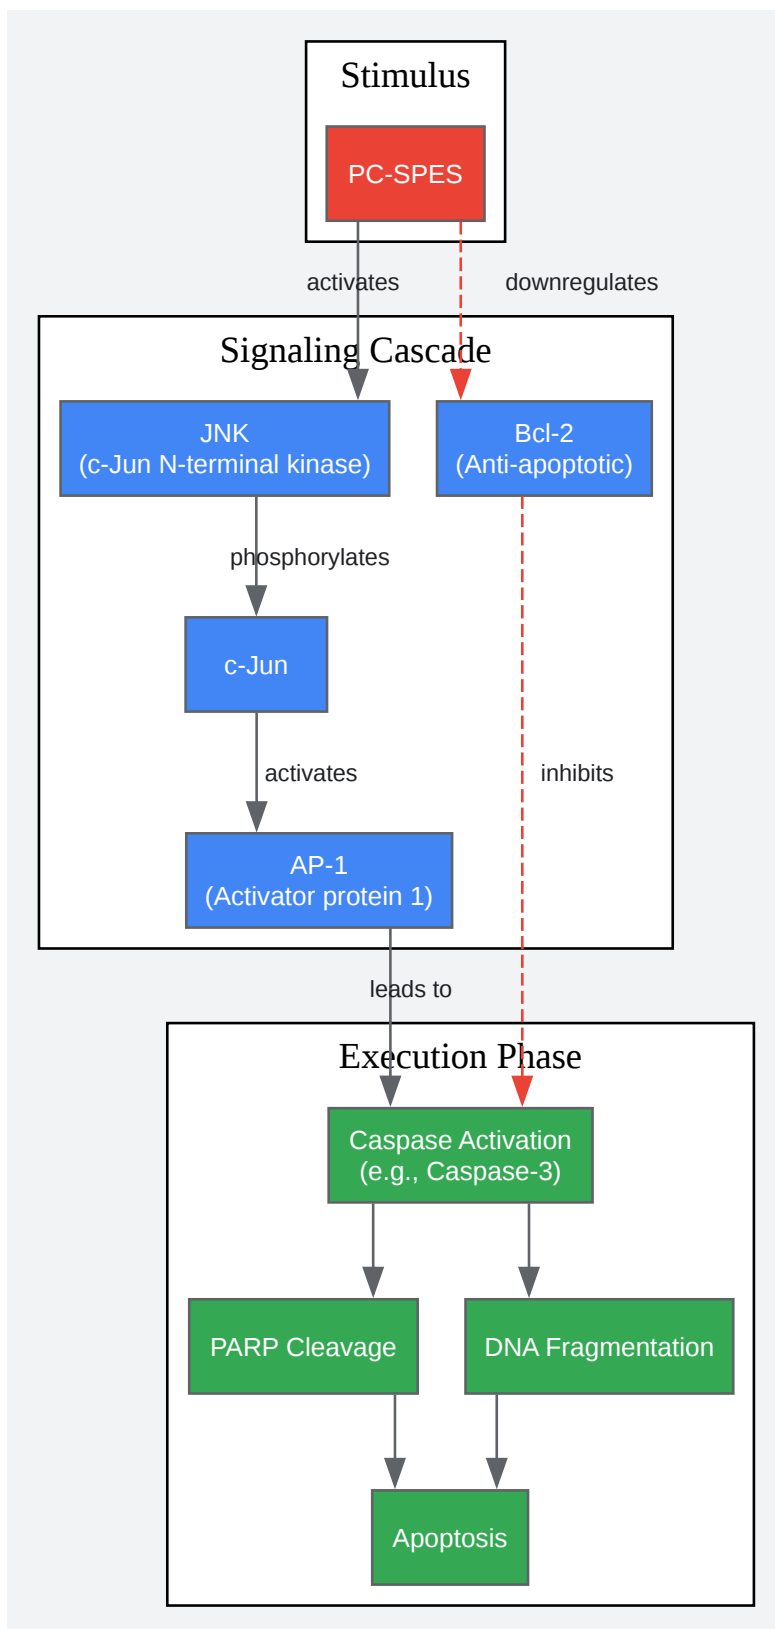 Stimulus
PC-SPES
activates
downregulates
Signaling Cascade
JNK
(c-Jun N-terminal kinase)
Bcl-2
(Anti-apoptotic)
phosphorylates
c-Jun
activates
inhibits
AP-1
(Activator protein 1)
leads to
Execution Phase
Caspase Activation
(e.g., Caspase-3)
PARP Cleavage
DNA Fragmentation
Apoptosis